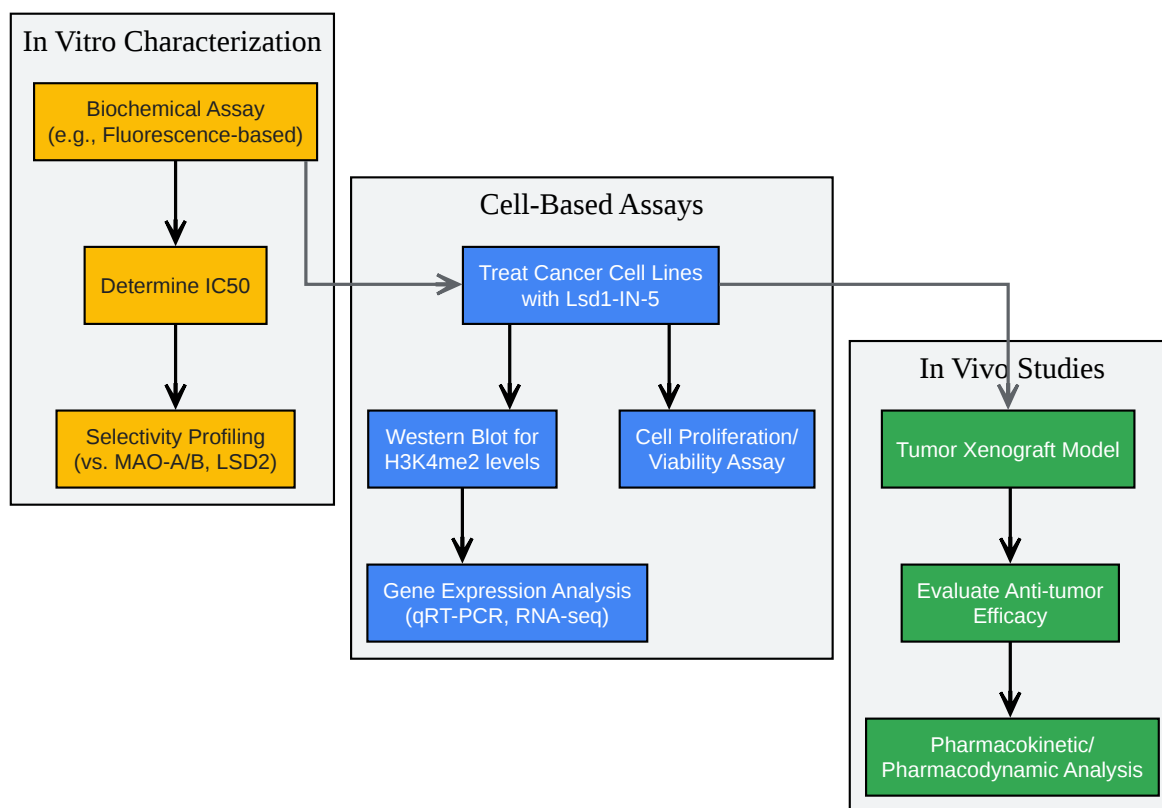 In Vitro Characterization
Biochemical Assay
(e.g., Fluorescence-based)
Determine IC50
Selectivity Profiling
(vs. MAO-A/B, LSD2)
Cell-Based Assays
Treat Cancer Cell Lines
with Lsd1-IN-5
Western Blot for
H3K4me2 levels
Cell Proliferation/
Viability Assay
Gene Expression Analysis
(qRT-PCR, RNA-seq)
In Vivo Studies
Tumor Xenograft Model
Evaluate Anti-tumor
Efficacy
Pharmacokinetic/
Pharmacodynamic Analysis